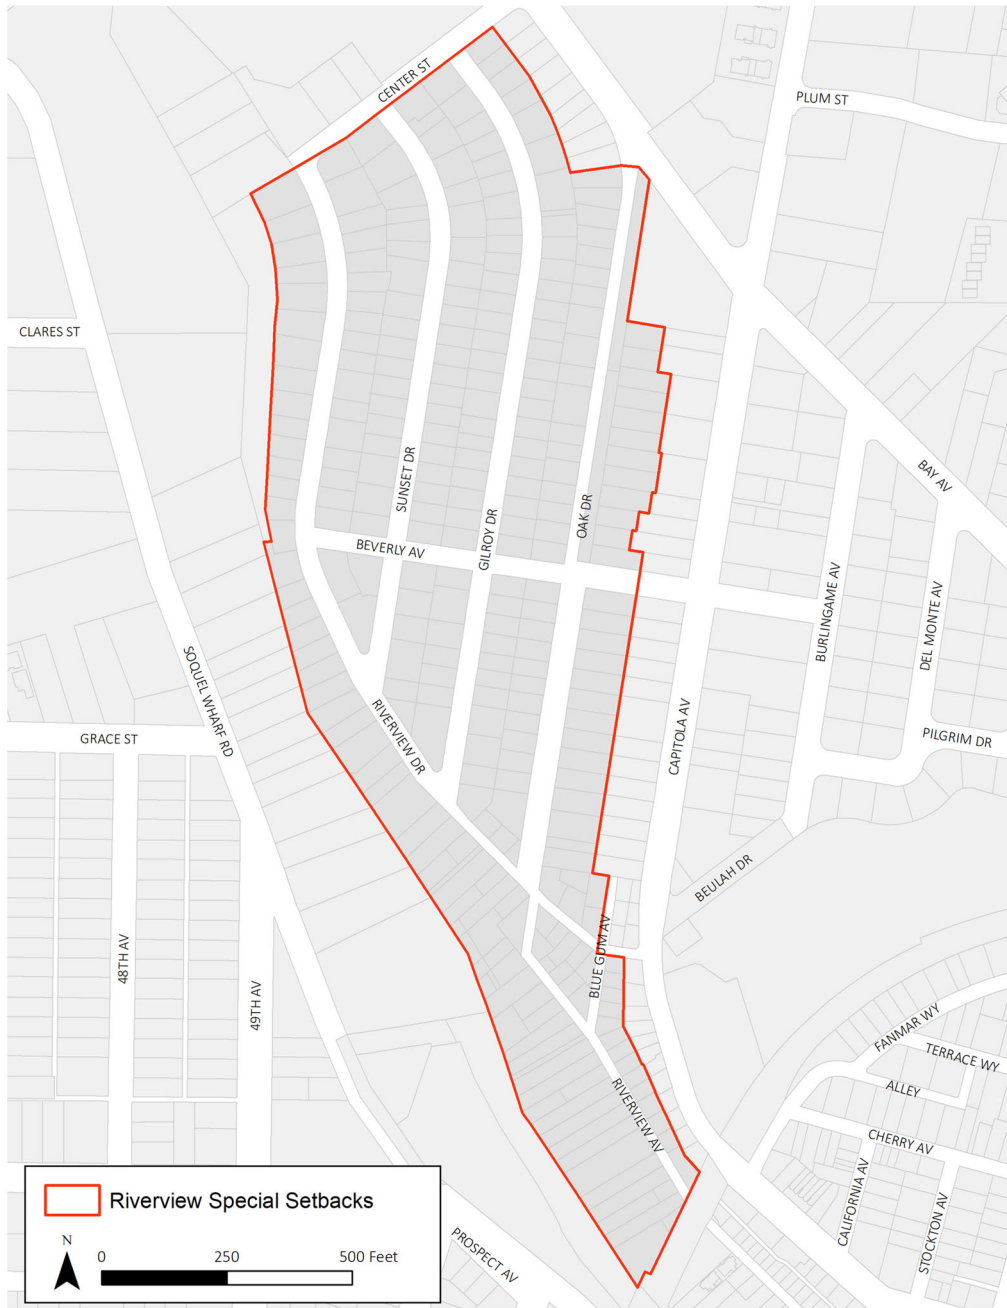 CENTER ST
PLUM ST
CLARES ST
BAY AV
SUNSET DR
GILROY DR
OAK DR
BEVERLY AV
BURLINGAME AV
DEL MONTE AV
SOQUEL WHARF RD
RIVERVIEW DR
CAPITOLA AV
GRACE ST
PILGRIM DR
BEULAH DR
48TH AV
49TH AV
BLUE GUM AV
FANMAR WY
TERRACE WY
ALLEY
RIVERVIEW AV
CHERRY AV
CALIFORNIA AV
STOCKTON AV
PROSPECT AV
Riverview Special Setbacks
N
0 250 500 Feet